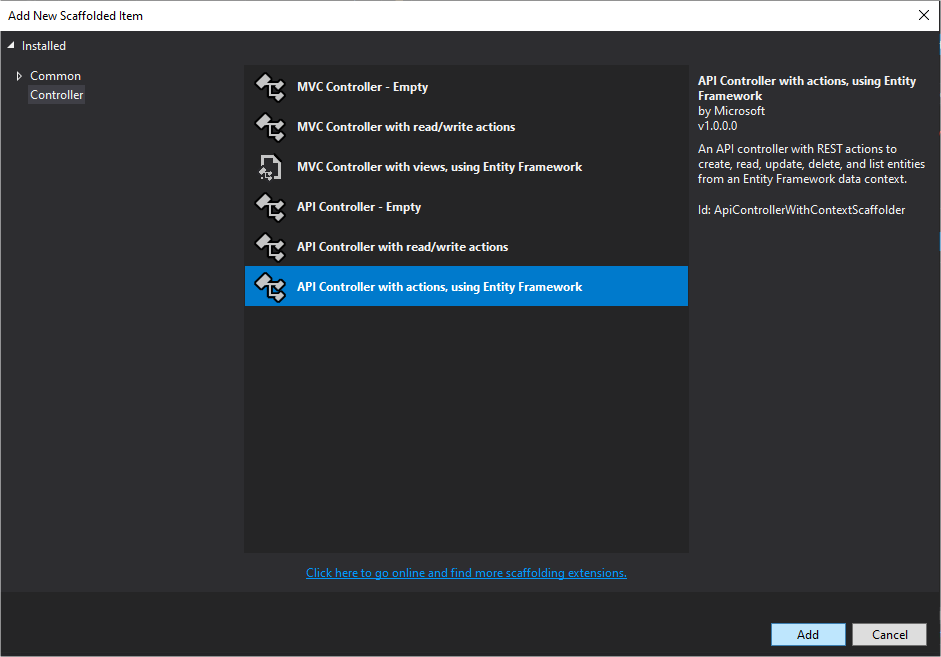 Add New Scaffolded Item
Installed
Common
Controller
MVC Controller - Empty
MVC Controller with read/write actions
MVC Controller with views, using Entity Framework
API Controller - Empty
API Controller with read/write actions
API Controller with actions, using Entity Framework
API Controller with actions, using Entity
Framework
by Microsoft
v1.0.0.0
An API controller with REST actions to
create, read, update, delete, and list entities
from an Entity Framework data context.
Id: ApiControllerWithContextScaffolder
Click here to go online and find more scaffolding extensions.
Add
Cancel